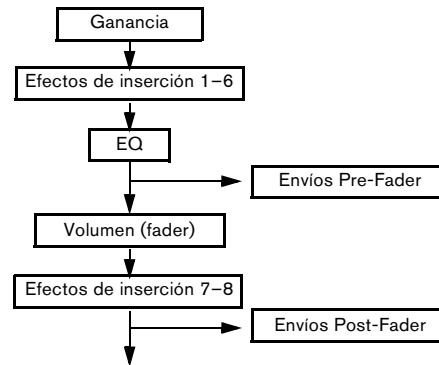 Ganancia
Efectos de inserción 1–6
EQ
Envíos Pre-Fader
Volumen (fader)
Efectos de inserción 7–8
Envíos Post-Fader